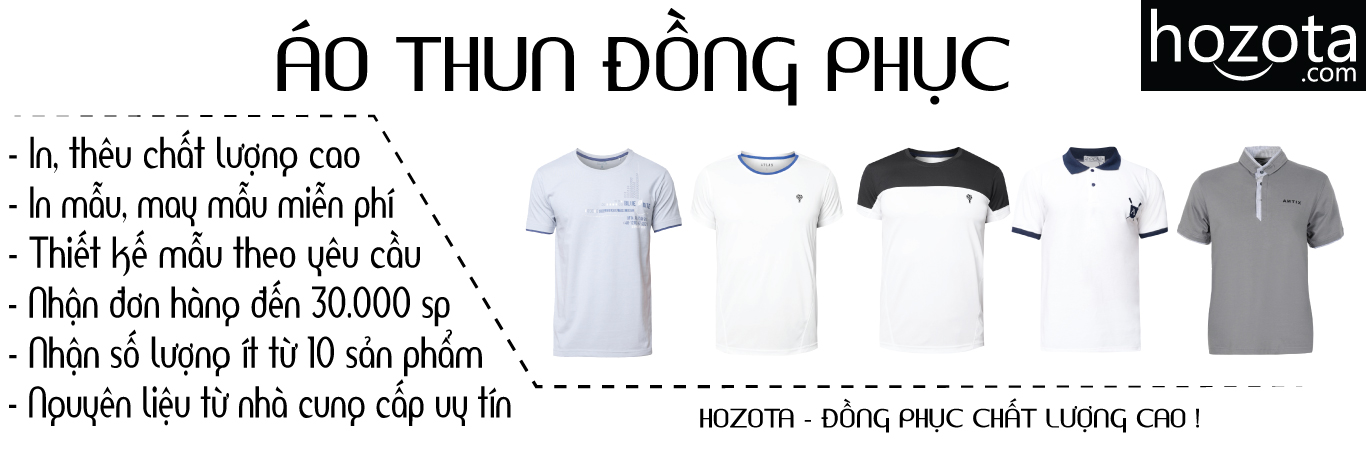 ÁO THUN ĐỒNG PHỤC
hozota
.com
- In, thêu chất lượng cao
- In mẫu, may mẫu miễn phí
- Thiết kế mẫu theo yêu cầu
- Nhận đơn hàng đến 30.000 sp
- Nhận số lượng ít từ 10 sản phẩm
- Nguyên liệu từ nhà cung cấp uy tín
ANTIX
HOZOTA - ĐỒNG PHỤC CHẤT LƯỢNG CAO !